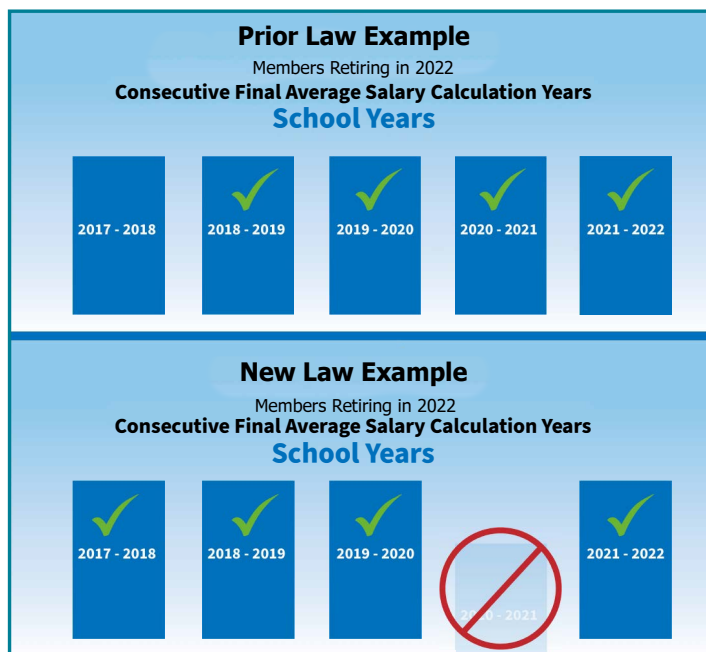 Prior Law Example
Members Retiring in 2022
Consecutive Final Average Salary Calculation Years
School Years
2017 - 2018
2018 - 2019
2019 - 2020
2020 - 2021
2021 - 2022
New Law Example
Members Retiring in 2022
Consecutive Final Average Salary Calculation Years
School Years
2017 - 2018
2018 - 2019
2019 - 2020
2020 - 2021
2021 - 2022